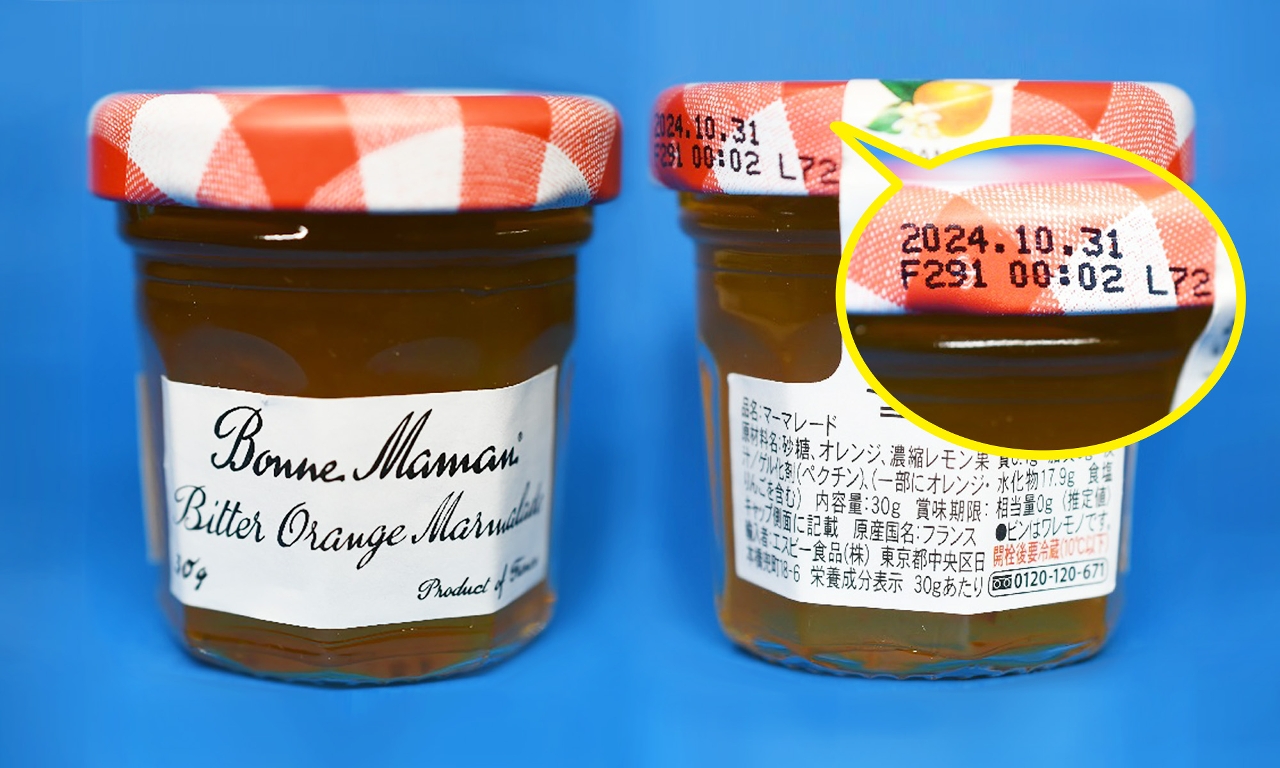 Bonne Maman®
Bitter Orange Marmalade
30g
Product of France
2024.10.31
F291 00:02 L72
2024.10.31
F291 00:02 L72
品名:マーマレード
原材料名:砂糖、オレンジ、濃縮レモン果
汁/ゲル化剤(ペクチン)、(一部にオレンジ・
りんごを含む) 内容量:30g 賞味期限:
キャップ側面に記載 原産国名:フランス
輸入者:エスビー食品(株) 東京都中央区日
本橋兜町18-6 栄養成分表示 30gあたり
水化物17.9g 食塩
相当量0g (推定値)
●ビンはワレモノです。
開栓後要冷蔵(10℃以下)
0120-120-671